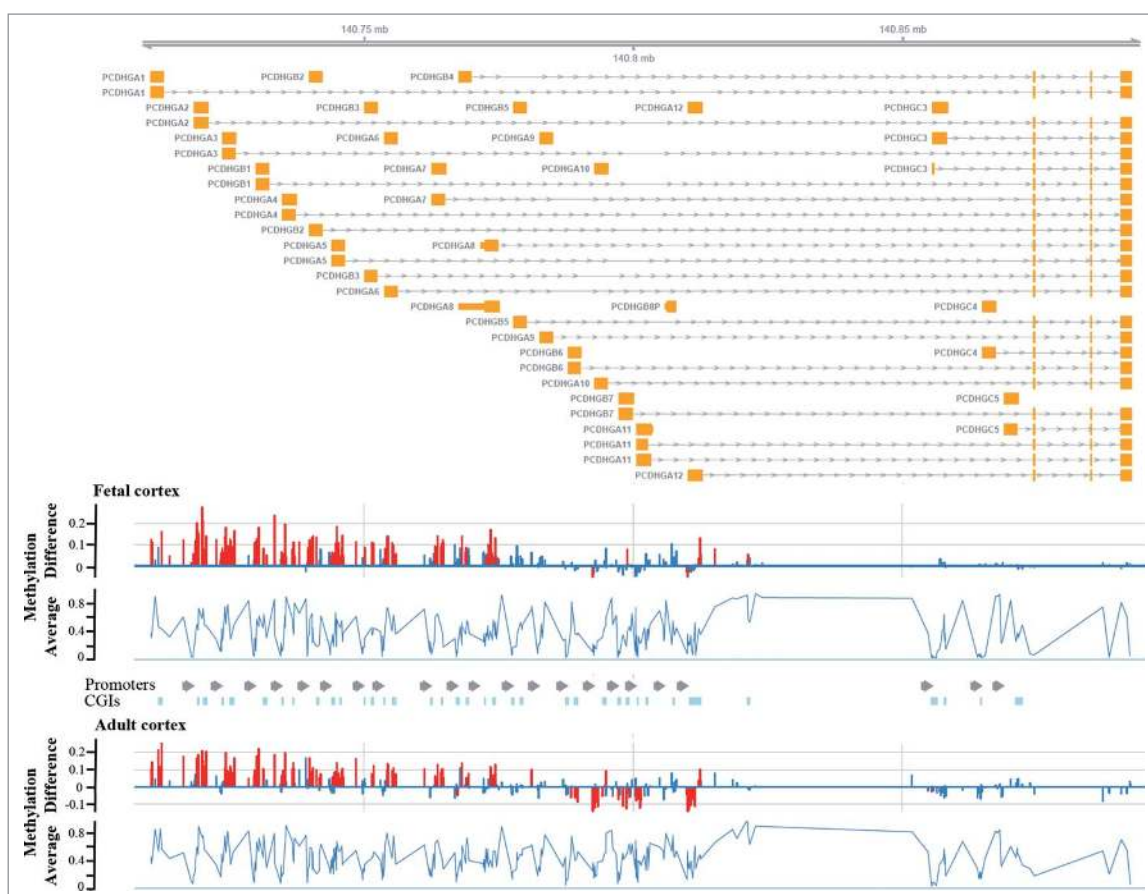 140.75 mb 140.85 mb
140.8 mb
PCDHGA1 PCDHGB2 PCDHGB4
PCDHGA1
PCDHGA2 PCDHGB3 PCDHGB5 PCDHGA12 PCDHGC3
PCDHGA2
PCDHGA3 PCDHGA6 PCDHGA9 PCDHGC3
PCDHGA3
PCDHGB1 PCDHGA7 PCDHGA10 PCDHGC3
PCDHGB1
PCDHGA4 PCDHGA7
PCDHGA4
PCDHGB2
PCDHGA5 PCDHGA8
PCDHGA5
PCDHGB3
PCDHGA6
PCDHGA8 PCDHGB8P PCDHGC4
PCDHGB5
PCDHGA5
PCDHGB6 PCDHGC4
PCDHGB6
PCDHGA10
PCDHGB7 PCDHGC5
PCDHGB7
PCDHGA11 PCDHGC5
PCDHGA11
PCDHGA11
PCDHGA12
Fetal cortex
Methylation
Difference
0.2
0.1
0
Average
0.8
0.4
0
Promoters
CGIs
Adult cortex
Methylation
Difference
0.2
0.1
0
-0.1
Average
0.8
0.4
0